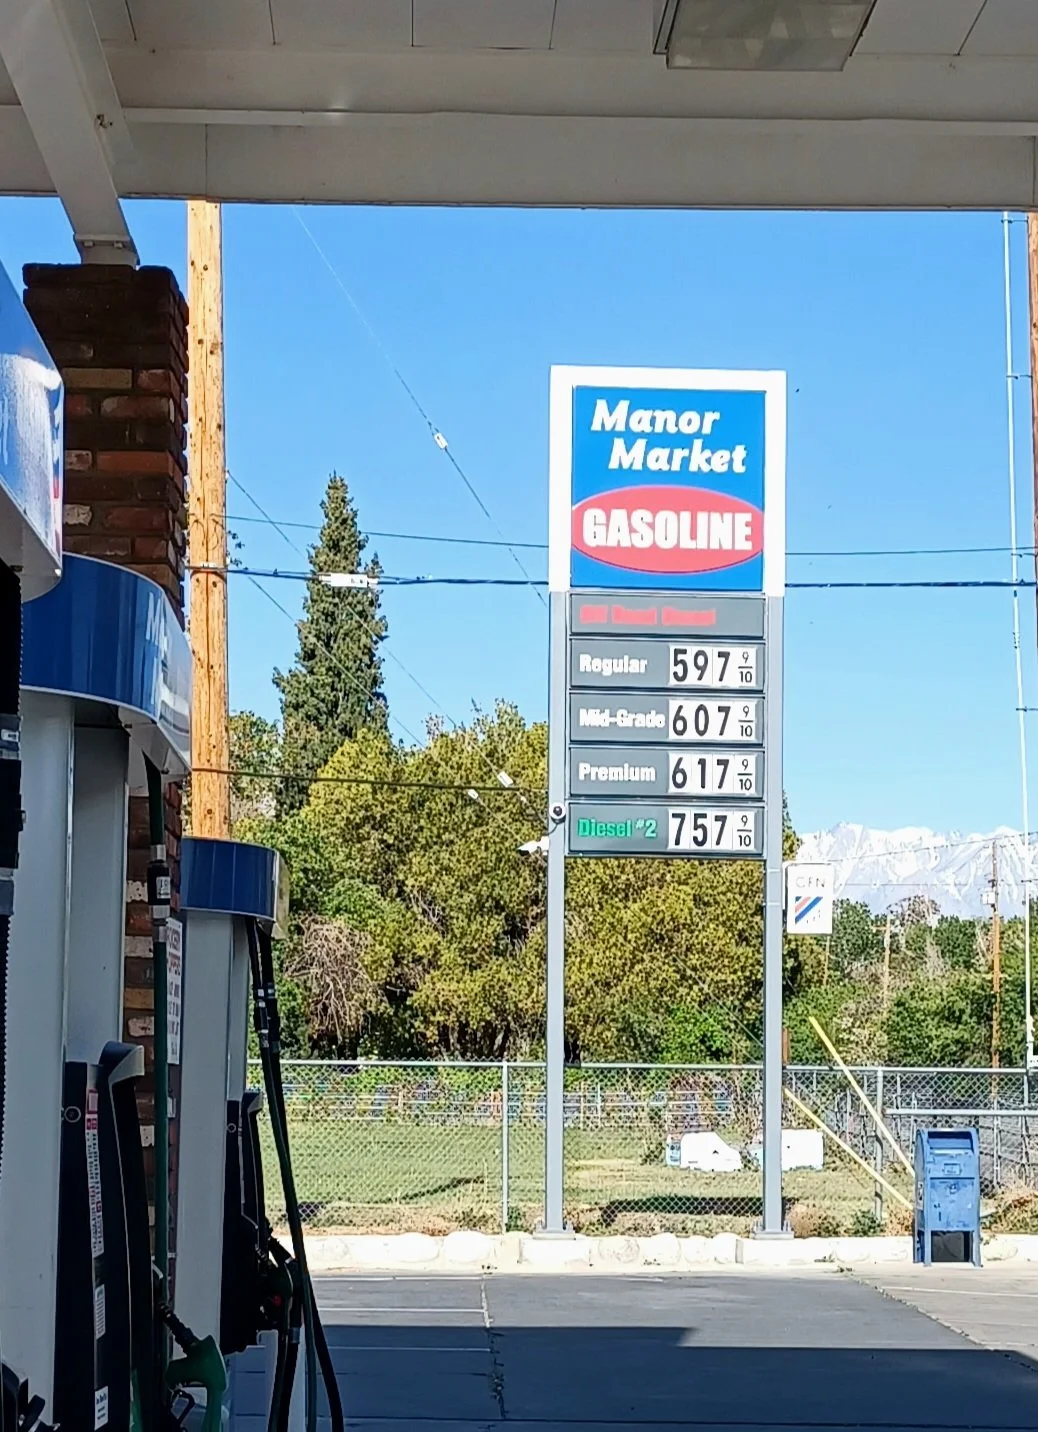 Manor
Market
GASOLINE
Regular 597 9/10
Mid-Grade 607 9/10
Premium 617 9/10
Diesel #2 757 9/10
CFN